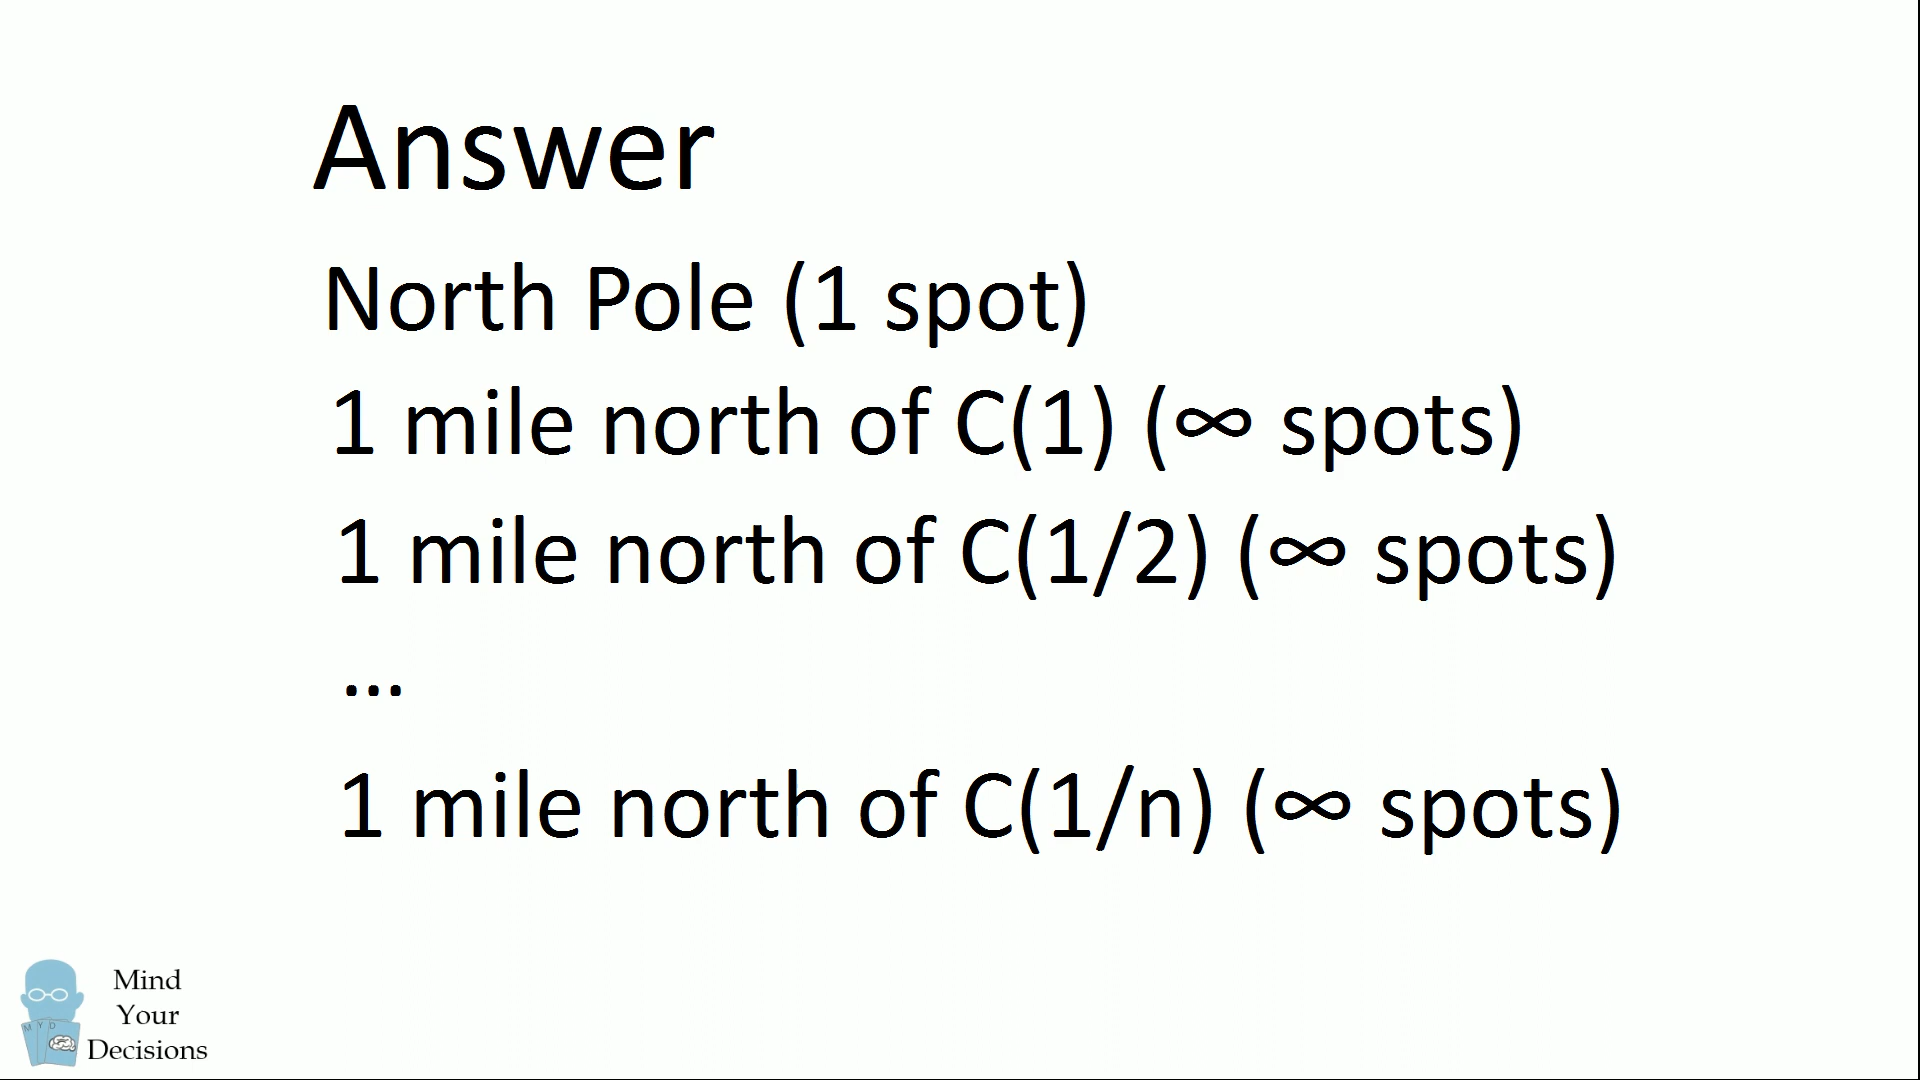 Answer
North Pole (1 spot)
1 mile north of C(1) (∞ spots)
1 mile north of C(1/2) (∞ spots)
...
1 mile north of C(1/n) (∞ spots)
M Y D
Mind
Your
Decisions